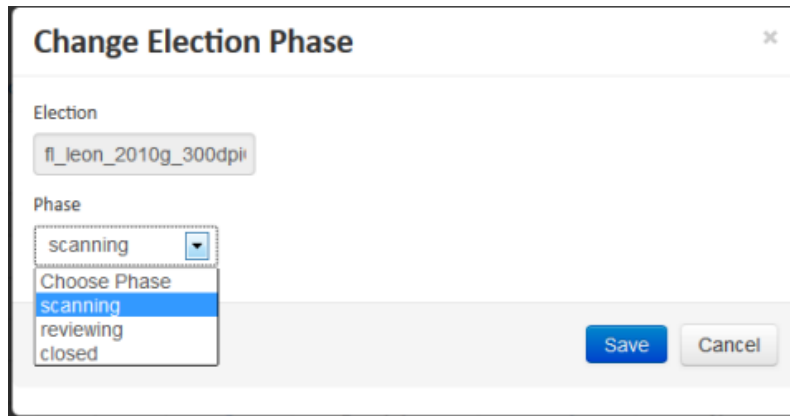 Change Election Phase ×
Election
fl_leon_2010g_300dpi
Phase
scanning
Choose Phase
scanning
reviewing
closed
Save Cancel